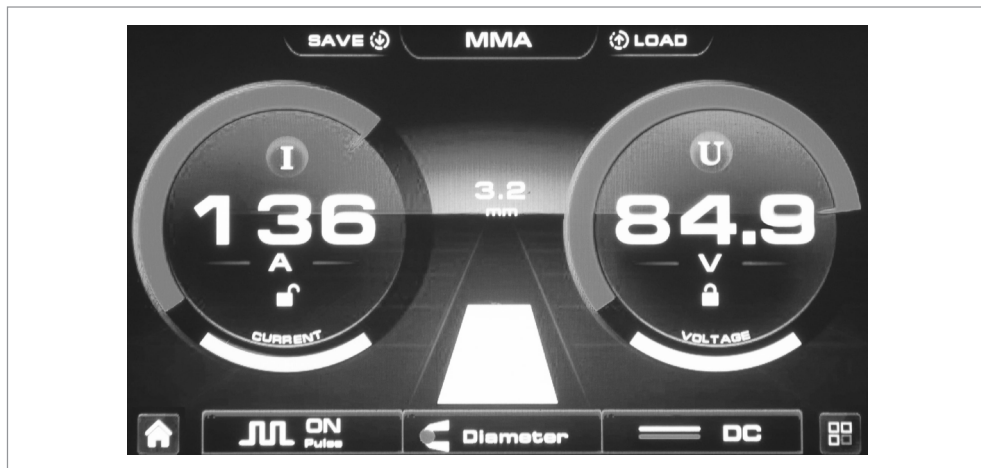 SAVE
MMA
LOAD
I
U
3.2
mm
136
84.9
A
V
CURRENT
VOLTAGE
ON
Pulse
Diameter
DC